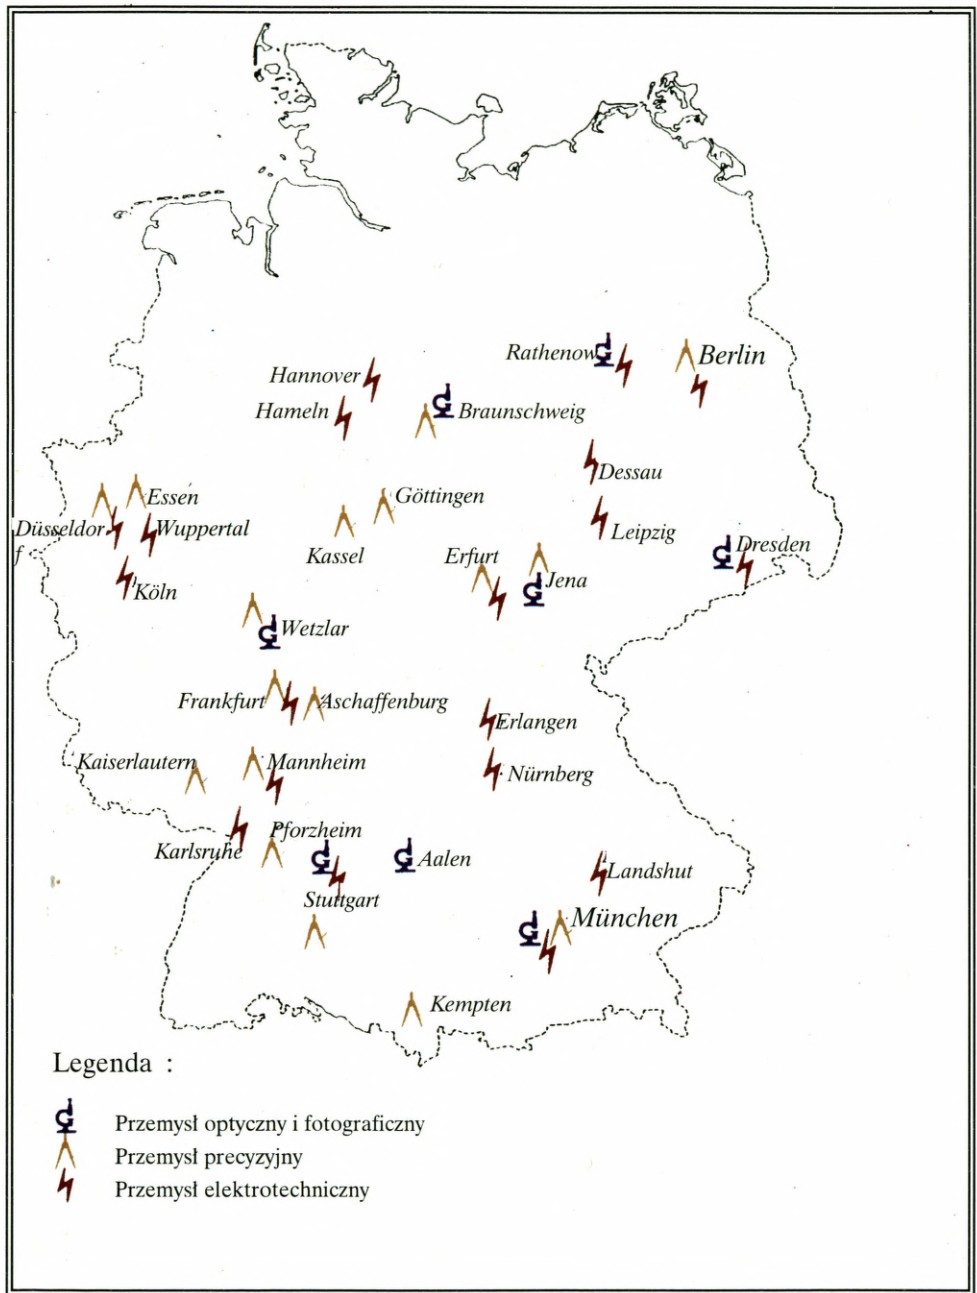 Rathenow
Berlin
Hannover
Hameln
Braunschweig
Dessau
Essen
Göttingen
Düsseldor
f
Wuppertal
Leipzig
Kassel
Erfurt
Dresden
Jena
Köln
Wetzlar
Frankfurt
Aschaffenburg
Erlangen
Kaiserlautern
Mannheim
Nürnberg
Pforzheim
Karlsruhe
Aalen
Landshut
Stuttgart
München
Kempten
Legenda :
Przemysł optyczny i fotograficzny
Przemysł precyzyjny
Przemysł elektrotechniczny